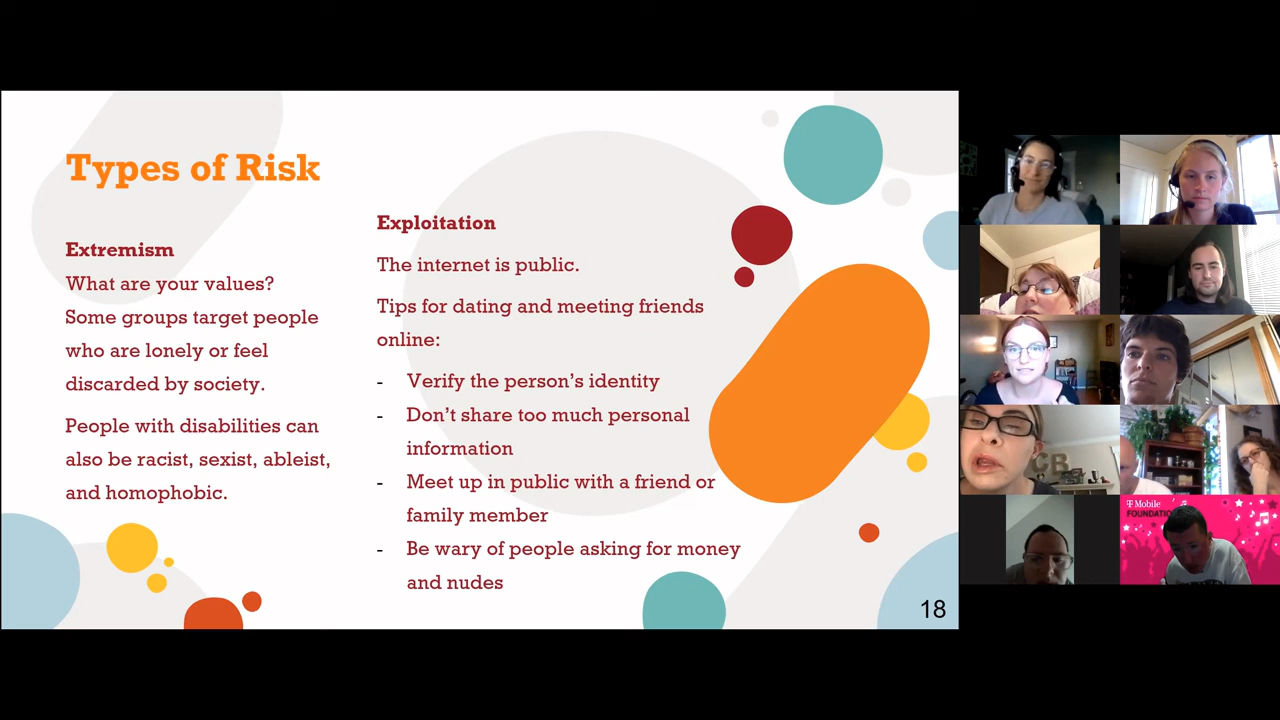 Types of Risk
Extremism
What are your values?
Some groups target people
who are lonely or feel
discarded by society.
People with disabilities can
also be racist, sexist, ableist,
and homophobic.
Exploitation
The internet is public.
Tips for dating and meeting friends
online:
- Verify the person's identity
- Don't share too much personal
information
- Meet up in public with a friend or
family member
- Be wary of people asking for money
and nudes
18
CB
T Mobile